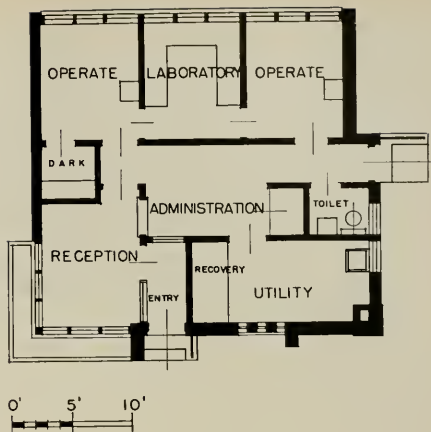 OPERATE LABORATORY OPERATE
DARK
TOILET
ADMINISTRATION
RECEPTION
RECOVERY
ENTRY
UTILITY
0' 5' 10'